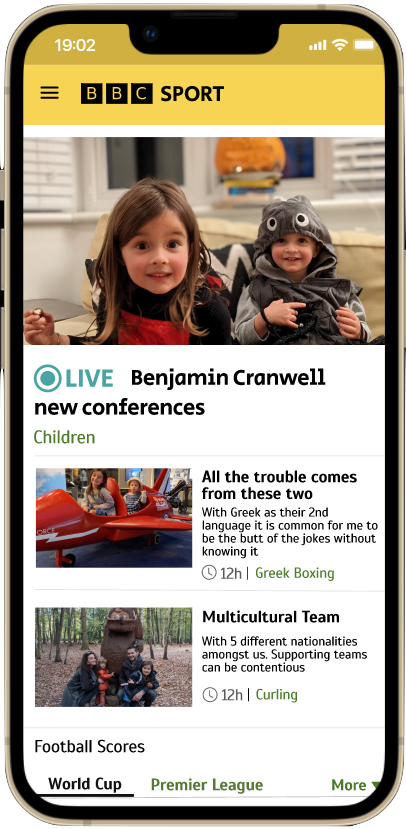 19:02
BBC SPORT
LIVE Benjamin Cranwell
new conferences
Children
All the trouble comes
from these two
With Greek as their 2nd
language it is common for me to
be the butt of the jokes without
knowing it
12h | Greek Boxing
Multicultural Team
With 5 different nationalities
amongst us. Supporting teams
can be contentious
12h | Curling
Football Scores
World Cup Premier League More